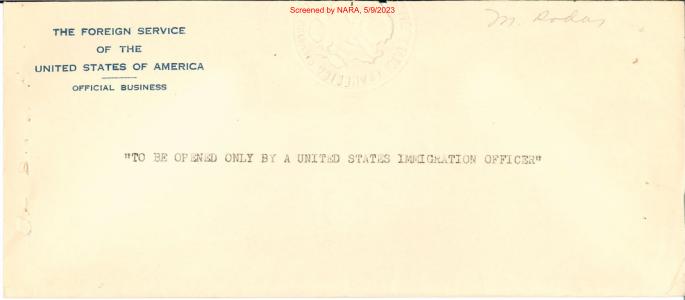 Screened by NARA, 5/9/2023
M. Rodas
THE FOREIGN SERVICE
OF THE
UNITED STATES OF AMERICA
OFFICIAL BUSINESS
"TO BE OPENED ONLY BY A UNITED STATES IMMIGRATION OFFICER"